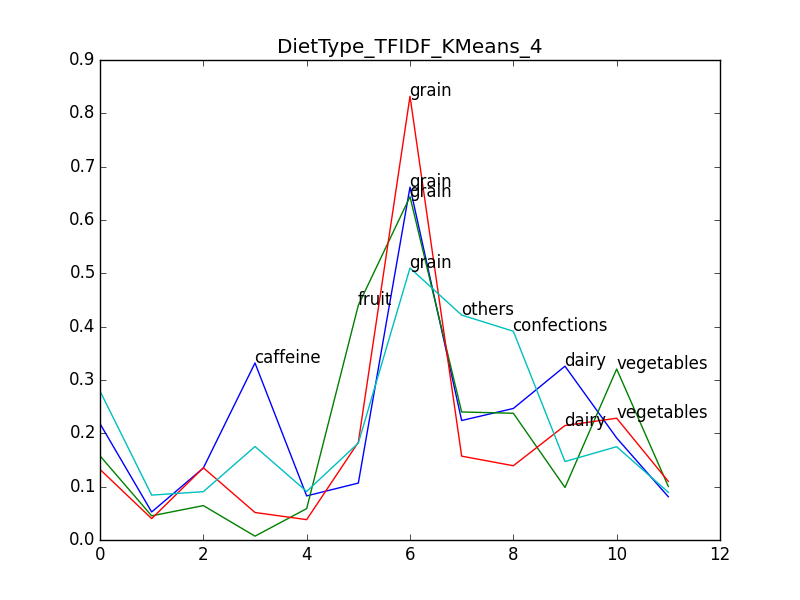 DietType_TFIDF_KMeans_4
0.9
0.8
0.7
0.6
0.5
0.4
0.3
0.2
0.1
0.0
grain
grain
grain
grain
fruit
others
confections
caffeine
dairy
vegetables
dairy
vegetables
0 2 4 6 8 10 12